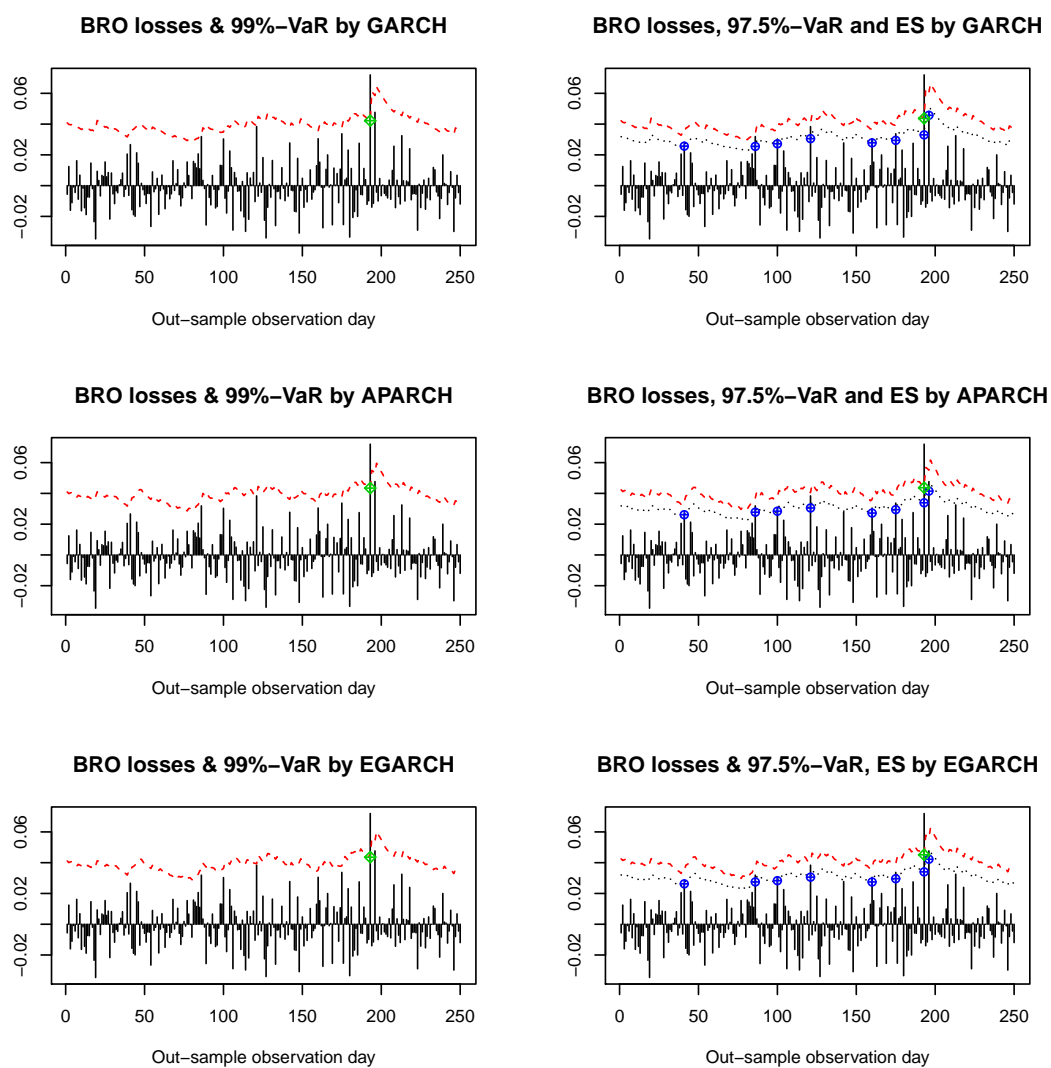 BRO losses & 99%−VaR by GARCH
0.06
0.02
−0.02
0 50 100 150 200 250
Out−sample observation day
BRO losses, 97.5%−VaR and ES by GARCH
0.06
0.02
−0.02
0 50 100 150 200 250
Out−sample observation day
BRO losses & 99%−VaR by APARCH
0.06
0.02
−0.02
0 50 100 150 200 250
Out−sample observation day
BRO losses, 97.5%−VaR and ES by APARCH
0.06
0.02
−0.02
0 50 100 150 200 250
Out−sample observation day
BRO losses & 99%−VaR by EGARCH
0.06
0.02
−0.02
0 50 100 150 200 250
Out−sample observation day
BRO losses & 97.5%−VaR, ES by EGARCH
0.06
0.02
−0.02
0 50 100 150 200 250
Out−sample observation day